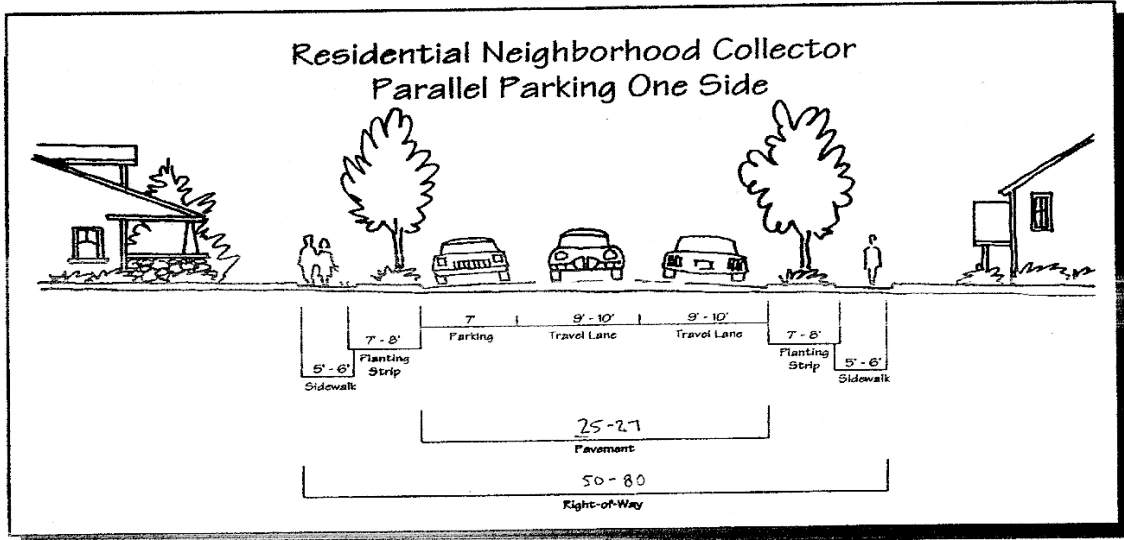 Residential Neighborhood Collector
Parallel Parking One Side
7' 9' - 10' 9' - 10'
Parking Travel Lane Travel Lane
7' - 8' 7' - 8'
Planting Strip Planting Strip
5' - 6' 5' - 6'
Sidewalk Sidewalk
25-27
Pavement
50-80
Right-of-Way